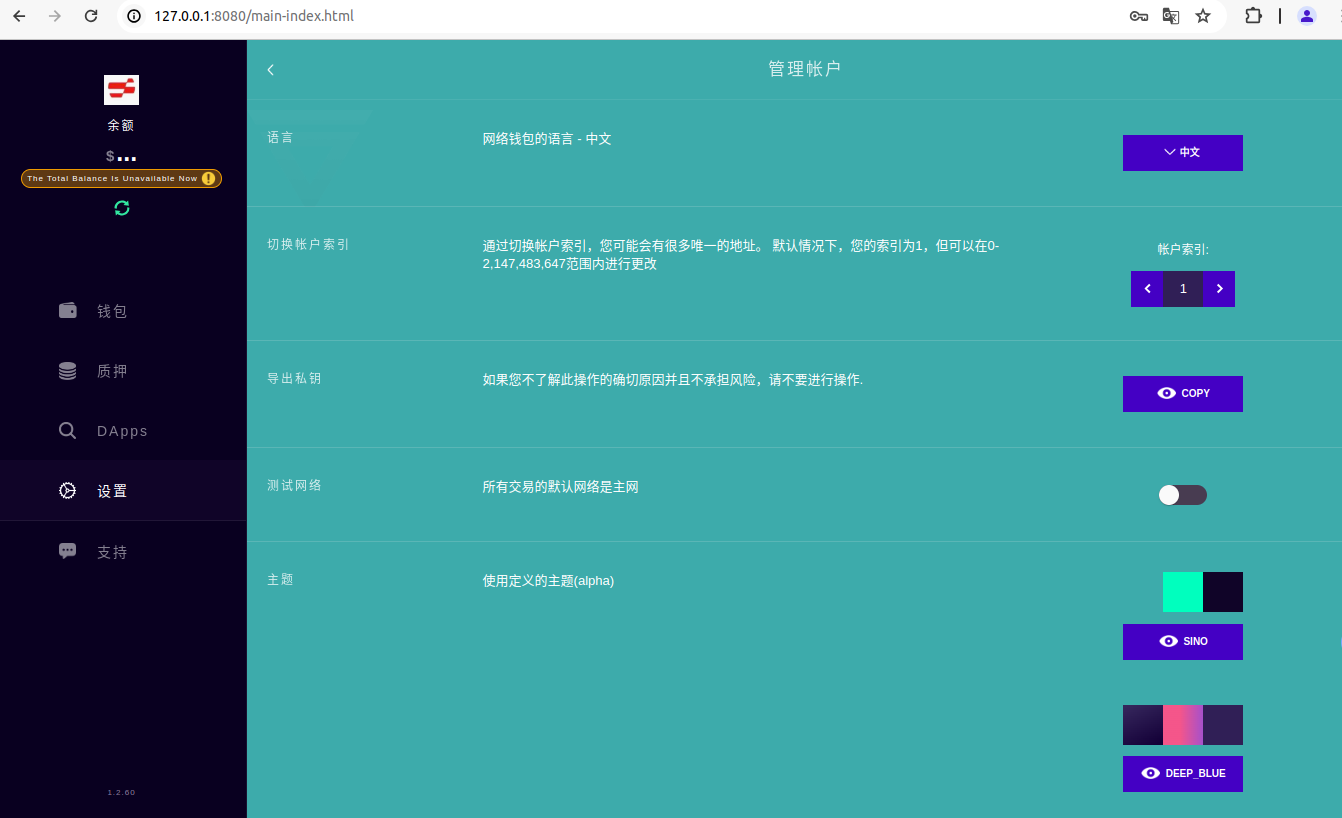 127.0.0.1:8080/main-index.html
余额
$...
The Total Balance Is Unavailable Now
钱包
质押
DApps
设置
支持
1.2.60
管理帐户
语言
网络钱包的语言 - 中文
中文
切换帐户索引
通过切换帐户索引，您可能会有很多唯一的地址。 默认情况下，您的索引为1，但可以在0-
2,147,483,647范围内进行更改
帐户索引:
1
导出私钥
如果您不了解此操作的确切原因并且不承担风险，请不要进行操作.
COPY
测试网络
所有交易的默认网络是主网
主题
使用定义的主题(alpha)
SINO
DEEP_BLUE